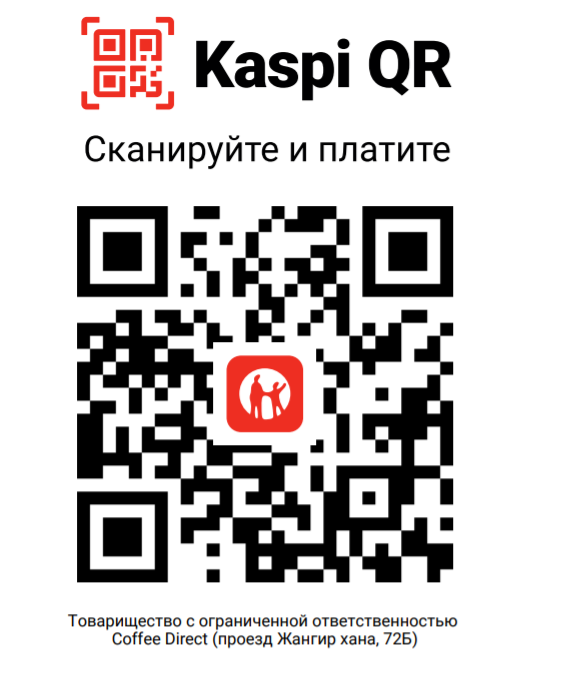 Kaspi QR
Сканируйте и платите
Товарищество с ограниченной ответственностью
Coffee Direct (проезд Жангир хана, 72Б)